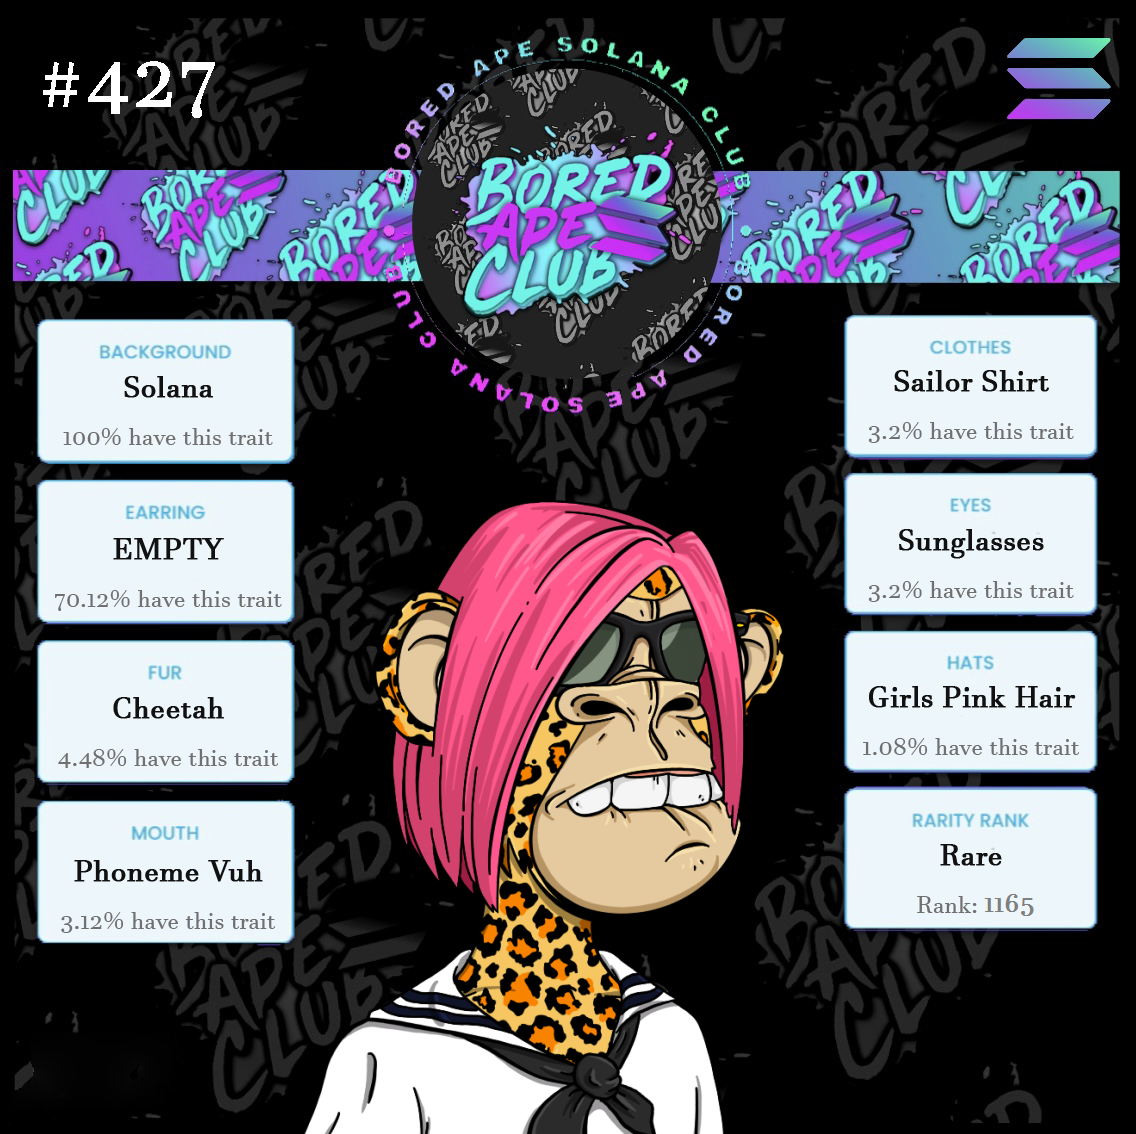 #427
BORED APE SOLANA CLUB
BORED APE SOLANA CLUB
BORED
APE
CLUB
BACKGROUND
Solana
100% have this trait
EARRING
EMPTY
70.12% have this trait
FUR
Cheetah
4.48% have this trait
MOUTH
Phoneme Vuh
3.12% have this trait
CLOTHES
Sailor Shirt
3.2% have this trait
EYES
Sunglasses
3.2% have this trait
HATS
Girls Pink Hair
1.08% have this trait
RARITY RANK
Rare
Rank: 1165